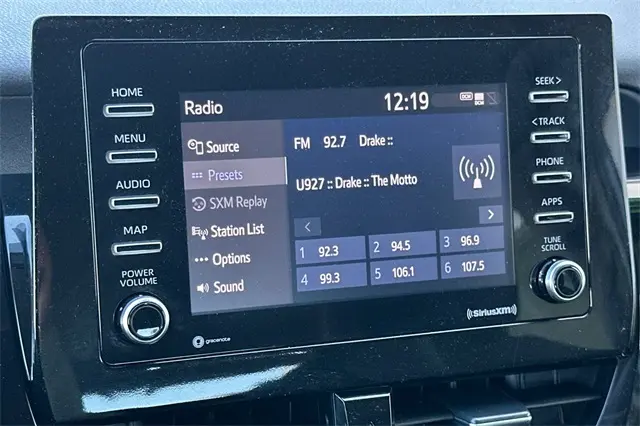 HOME
MENU
AUDIO
MAP
POWER
VOLUME
Radio 12:19
DCM
DCM
Source
Presets
SXM Replay
Station List
Options
Sound
FM 92.7 Drake ::
U927 :: Drake :: The Motto
<
>
1 92.3 2 94.5 3 96.9
4 99.3 5 106.1 6 107.5
gracenote
((SiriusXM))
SEEK >
< TRACK
PHONE
APPS
TUNE
SCROLL